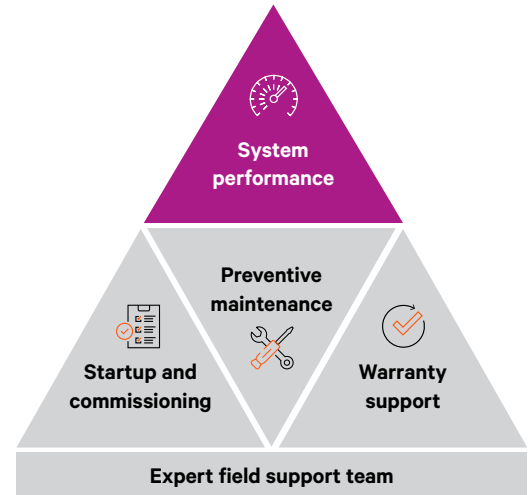 System
performance
Preventive
maintenance
Startup and
commissioning
Warranty
support
Expert field support team